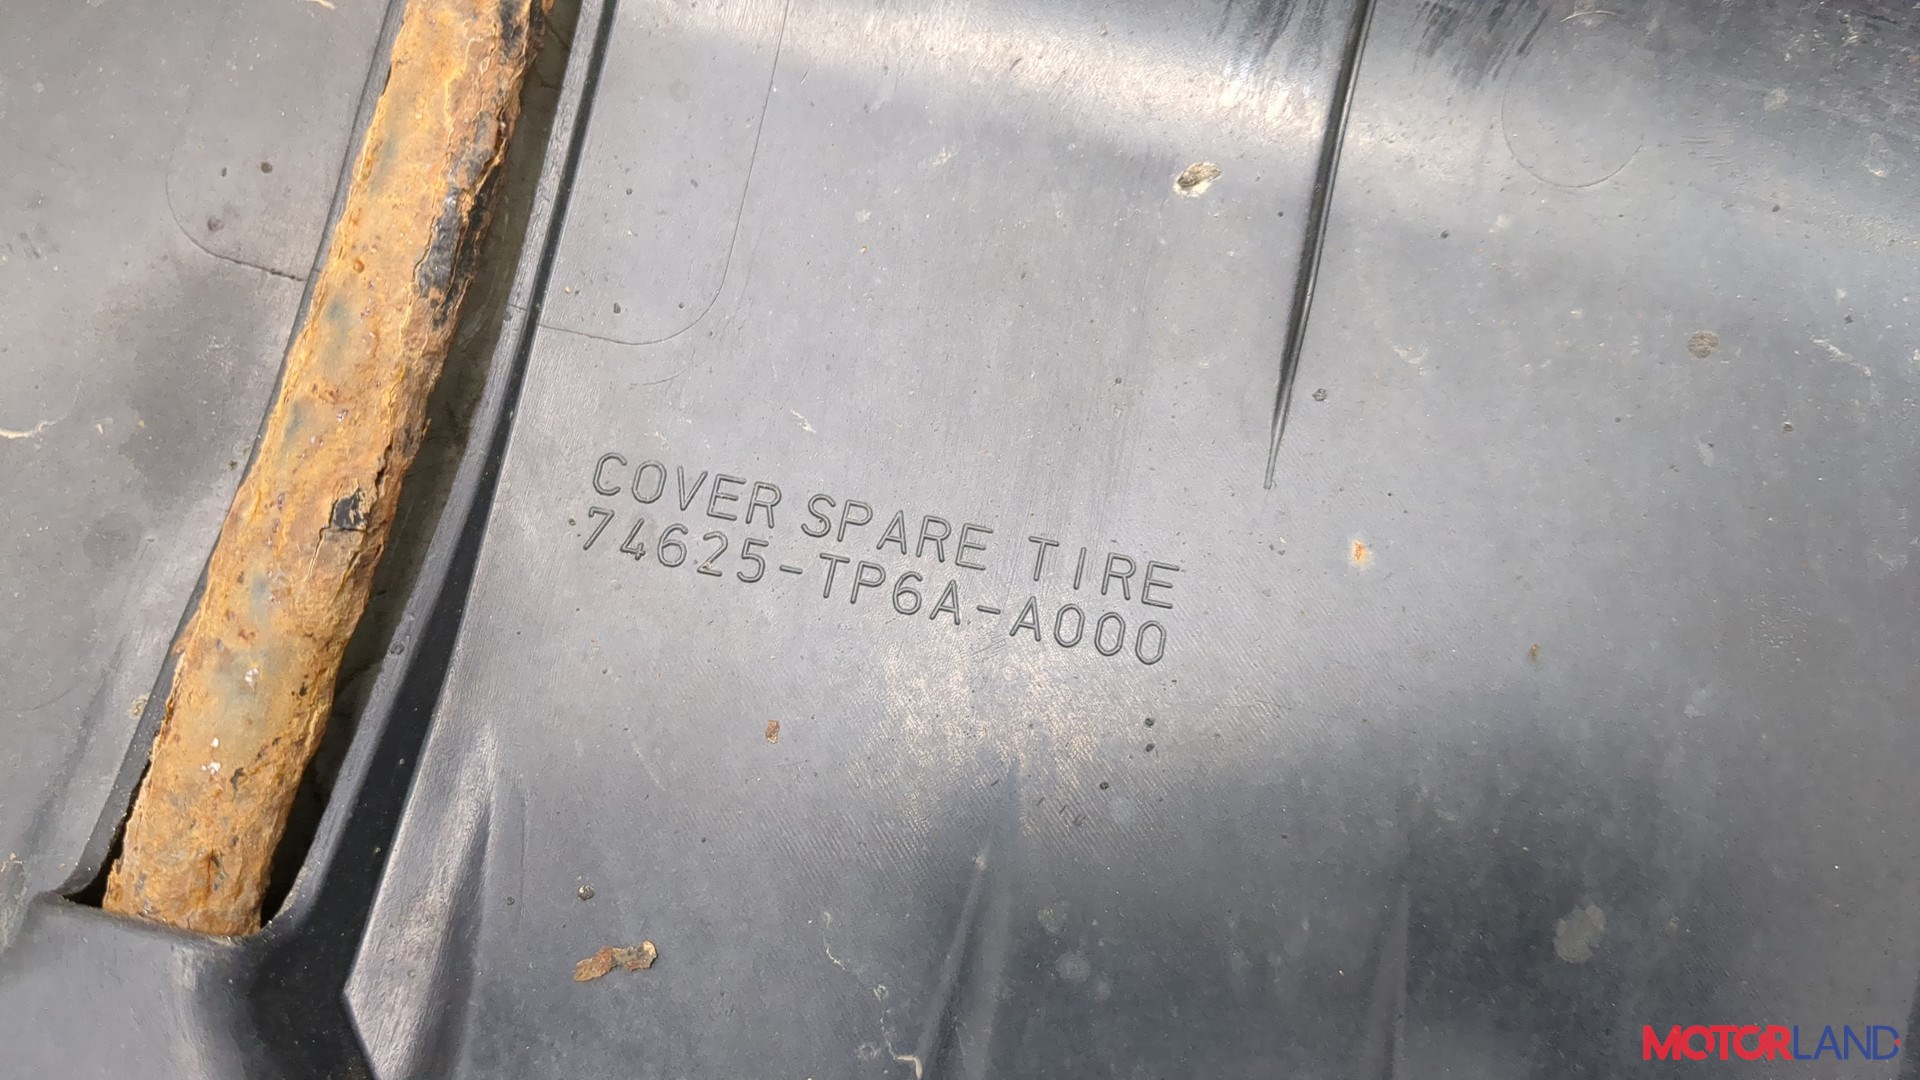 COVER SPARE TIRE
74625-TP6A-A000
MOTORLAND